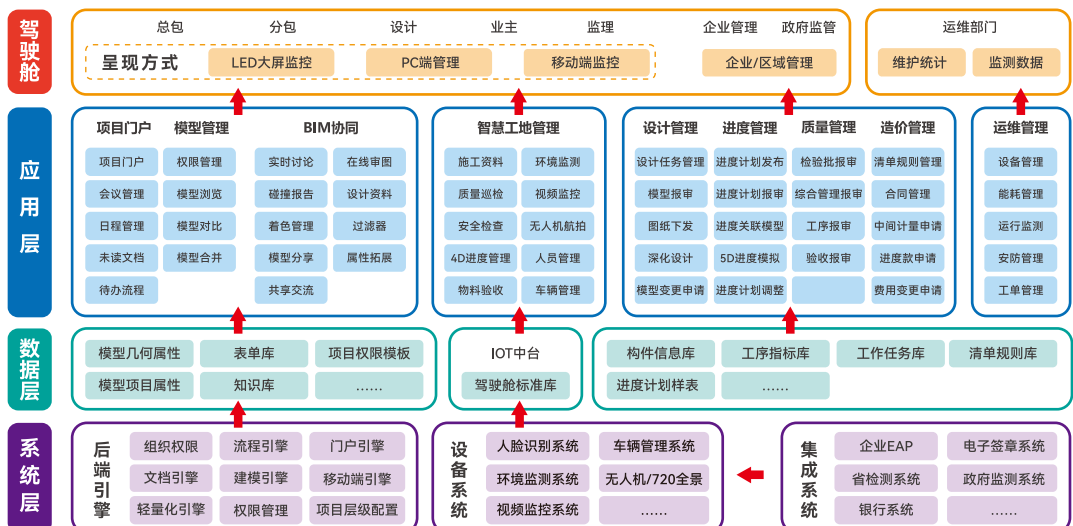 驾驶舱
总包 分包 设计 业主 监理 企业管理 政府监管
呈现方式 LED大屏监控 PC端管理 移动端监控 企业/区域管理
运维部门
维护统计 监测数据
应用层
项目门户 模型管理 BIM协同
项目门户 权限管理 实时讨论 在线审图
会议管理 模型浏览 碰撞报告 设计资料
日程管理 模型对比 着色管理 过滤器
未读文档 模型合并 模型分享 属性拓展
待办流程 共享交流
智慧工地管理
施工资料 环境监测
质量巡检 视频监控
安全检查 无人机航拍
4D进度管理 人员管理
物料验收 车辆管理
设计管理 进度管理 质量管理 造价管理
设计任务管理 进度计划发布 检验批报审 清单规则管理
模型报审 进度计划报审 综合管理报审 合同管理
图纸下发 进度关联模型 工序报审 中间计量申请
深化设计 5D进度模拟 验收报审 进度款申请
模型变更申请 进度计划调整 费用变更申请
运维管理
设备管理
能耗管理
运行监测
安防管理
工单管理
数据层
模型几何属性 表单库 项目权限模板
模型项目属性 知识库 ......
IOT中台
驾驶舱标准库
构件信息库 工序指标库 工作任务库 清单规则库
进度计划样表 ......
系统层
后端引擎
组织权限 流程引擎 门户引擎
文档引擎 建模引擎 移动端引擎
轻量化引擎 权限管理 项目层级配置
设备系统
人脸识别系统 车辆管理系统
环境监测系统 无人机/720全景
视频监控系统 ......
集成系统
企业EAP 电子签章系统
省检测系统 政府监测系统
银行系统 ......